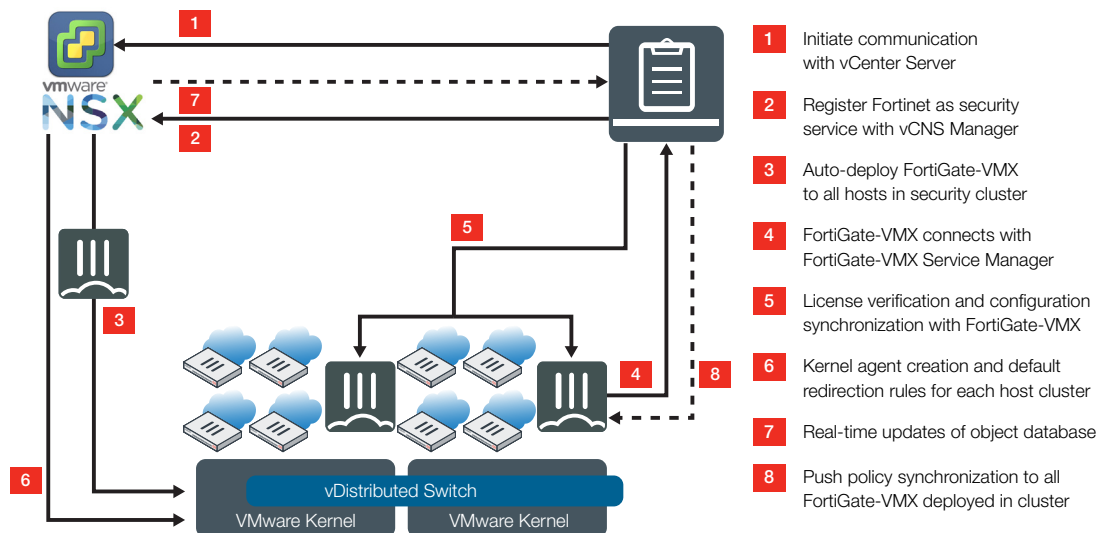 1
vmware®
NSX
7
2
5
3
4
8
6
vDistributed Switch
VMware Kernel
VMware Kernel
1
Initiate communication
with vCenter Server
2
Register Fortinet as security
service with vCNS Manager
3
Auto-deploy FortiGate-VMX
to all hosts in security cluster
4
FortiGate-VMX connects with
FortiGate-VMX Service Manager
5
License verification and configuration
synchronization with FortiGate-VMX
6
Kernel agent creation and default
redirection rules for each host cluster
7
Real-time updates of object database
8
Push policy synchronization to all
FortiGate-VMX deployed in cluster